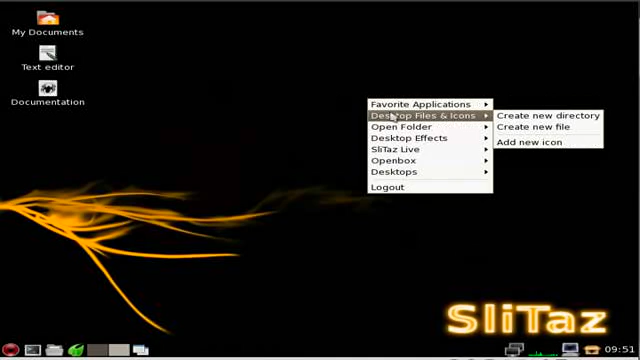 My Documents
Text editor
Documentation
Favorite Applications
Desktop Files & Icons
Open Folder
Desktop Effects
SliTaz Live
Openbox
Desktops
Logout
Create new directory
Create new file
Add new icon
SliTaz
09:51